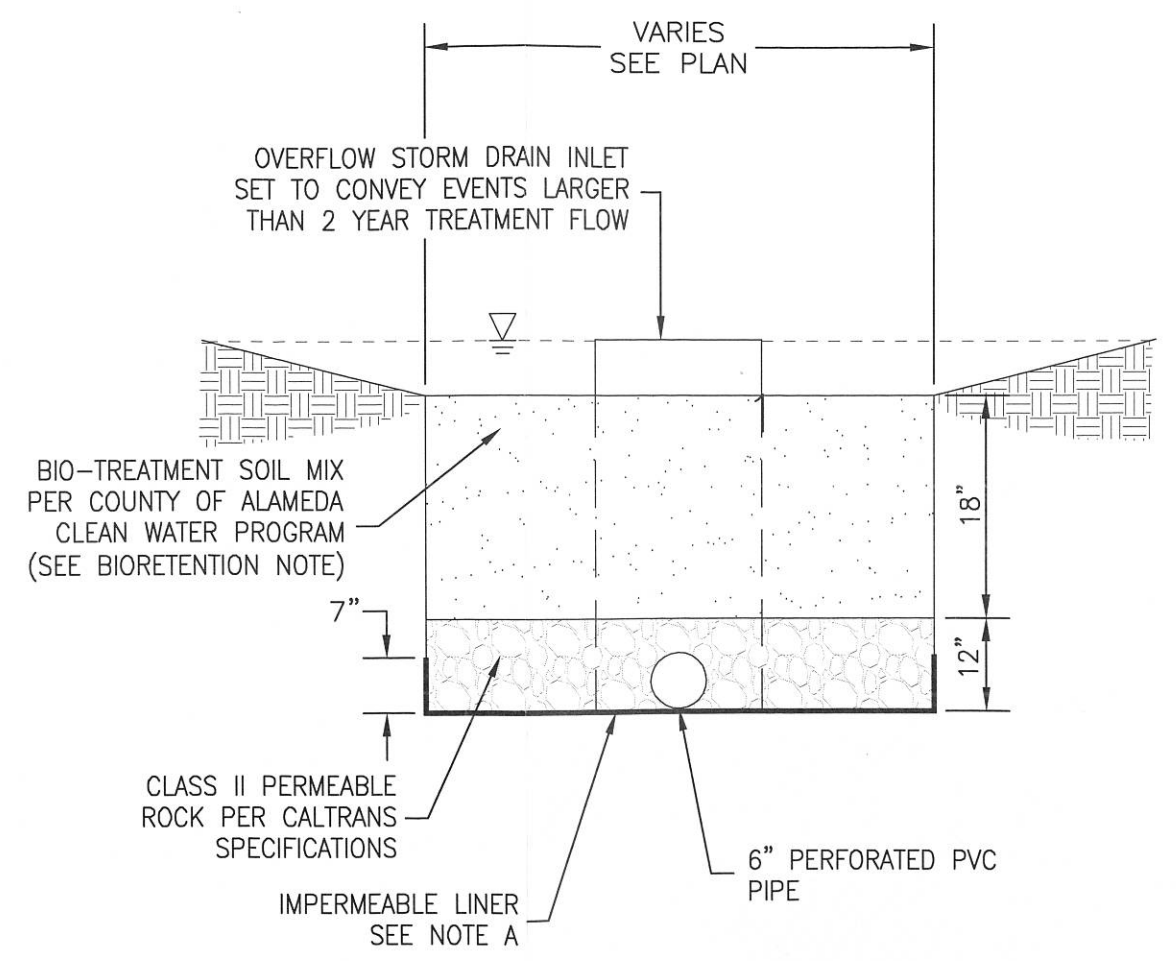 VARIES
SEE PLAN
OVERFLOW STORM DRAIN INLET
SET TO CONVEY EVENTS LARGER
THAN 2 YEAR TREATMENT FLOW
BIO-TREATMENT SOIL MIX
PER COUNTY OF ALAMEDA
CLEAN WATER PROGRAM
(SEE BIORETENTION NOTE)
18"
7"
12"
CLASS II PERMEABLE
ROCK PER CALTRANS
SPECIFICATIONS
6" PERFORATED PVC
PIPE
IMPERMEABLE LINER
SEE NOTE A